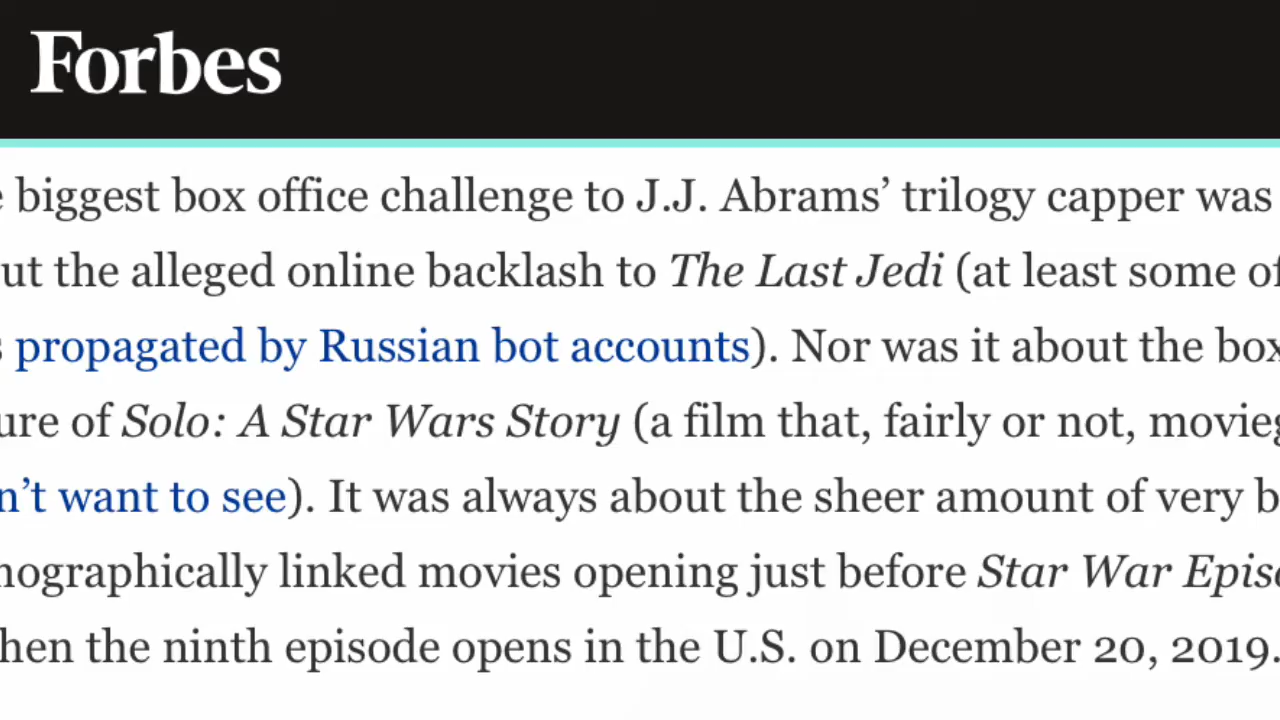 Forbes
e biggest box office challenge to J.J. Abrams’ trilogy capper was
ut the alleged online backlash to The Last Jedi (at least some of
s propagated by Russian bot accounts). Nor was it about the box
ure of Solo: A Star Wars Story (a film that, fairly or not, movieg
n’t want to see). It was always about the sheer amount of very b
nographically linked movies opening just before Star War Episo
hen the ninth episode opens in the U.S. on December 20, 2019.